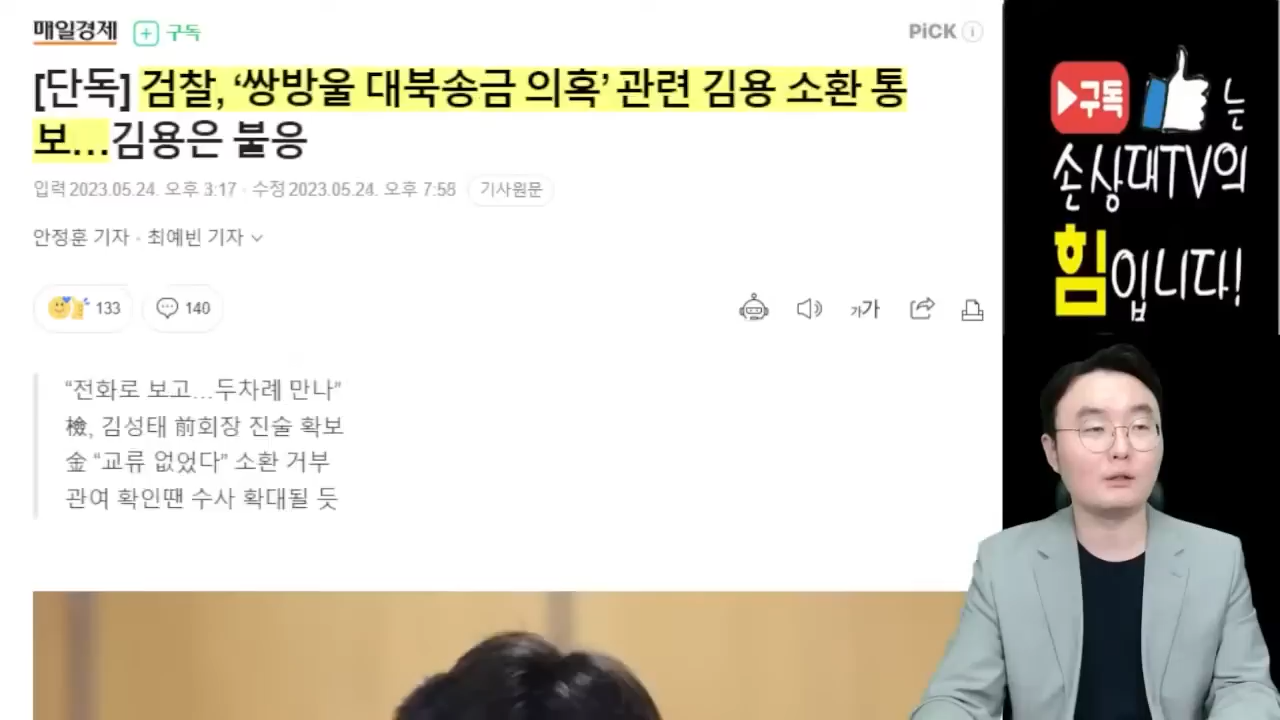 매일경제 구독
PiCK
[단독] 검찰, ‘쌍방울 대북송금 의혹’ 관련 김용 소환 통
보…김용은 불응
입력 2023.05.24. 오후 3:17 · 수정 2023.05.24. 오후 7:58 기사원문
안정훈 기자 · 최예빈 기자
133 140
가가
“전화로 보고…두차례 만나”
檢, 김성태 前회장 진술 확보
金 “교류 없었다” 소환 거부
관여 확인땐 수사 확대될 듯
구독 는
손상대TV의
힘입니다!